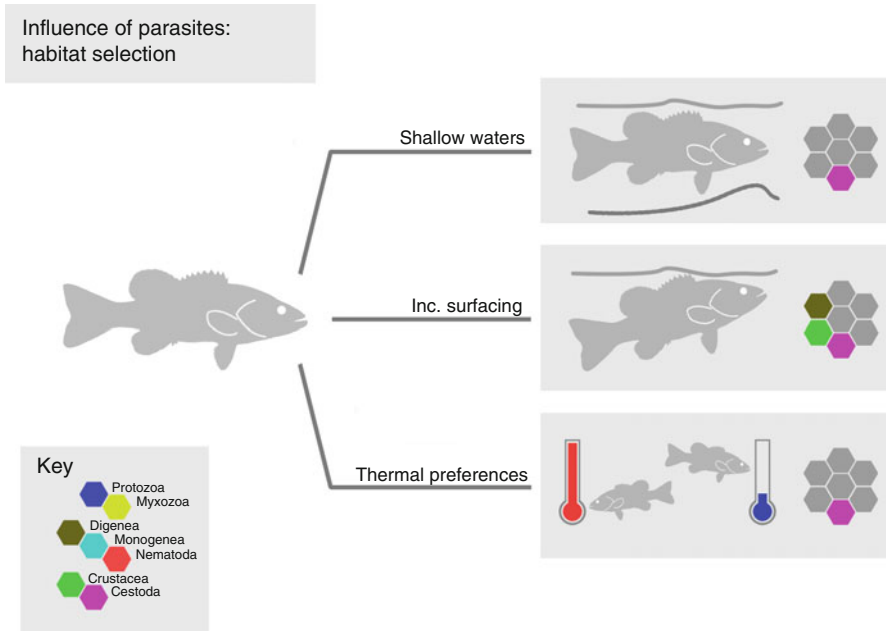 Influence of parasites:
habitat selection
Shallow waters
Inc. surfacing
Thermal preferences
Key
Protozoa
Myxozoa
Digenea
Monogenea
Nematoda
Crustacea
Cestoda